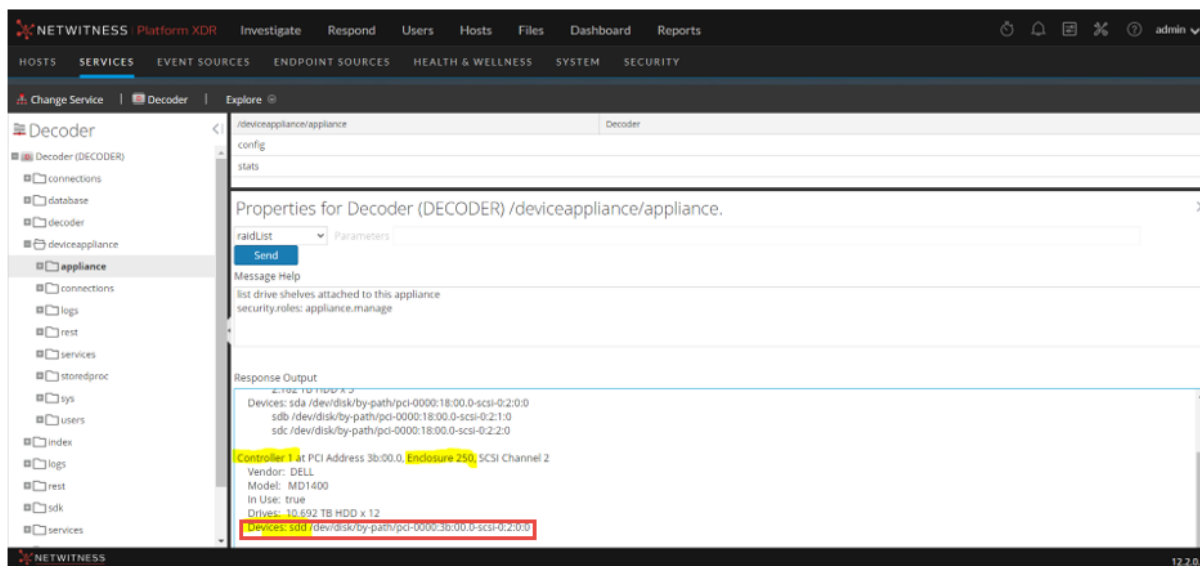 NETWITNESS Platform XDR Investigate Respond Users Hosts Files Dashboard Reports admin
HOSTS SERVICES EVENT SOURCES ENDPOINT SOURCES HEALTH & WELLNESS SYSTEM SECURITY
Change Service | Decoder | Explore
Decoder
Decoder (DECODER)
connections
database
decoder
deviceappliance
appliance
connections
logs
rest
services
storedproc
sys
users
index
logs
rest
sdk
services
/deviceappliance/appliance Decoder
config
stats
Properties for Decoder (DECODER) /deviceappliance/appliance.
raidList Parameters
Send
Message Help
list drive shelves attached to this appliance
security.roles: appliance.manage
Response Output
Devices: sda /dev/disk/by-path/pci-0000:18:00.0-scsi-0:2:0:0
sdb /dev/disk/by-path/pci-0000:18:00.0-scsi-0:2:1:0
sdc /dev/disk/by-path/pci-0000:18:00.0-scsi-0:2:2:0
Controller 1 at PCI Address 3b:00.0, Enclosure 250, SCSI Channel 2
Vendor: DELL
Model: MD1400
In Use: true
Drives: 10.692 TB HDD x 12
Devices: sdd /dev/disk/by-path/pci-0000:3b:00.0-scsi-0:2:0:0
NETWITNESS 12.2.0